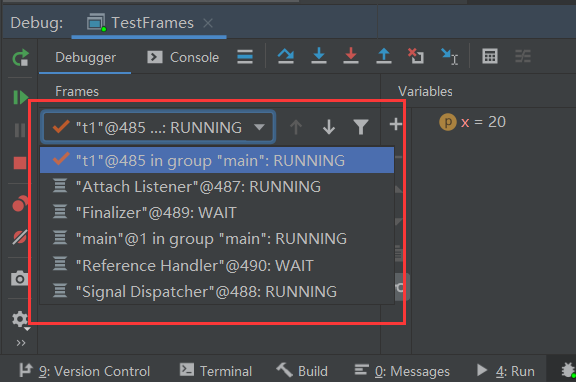 Debug: TestFrames ×
Debugger Console
Frames Variables
"t1"@485 ...: RUNNING
x = 20
"t1"@485 in group "main": RUNNING
"Attach Listener"@487: RUNNING
"Finalizer"@489: WAIT
"main"@1 in group "main": RUNNING
"Reference Handler"@490: WAIT
"Signal Dispatcher"@488: RUNNING
9: Version Control Terminal Build 0: Messages 4: Run